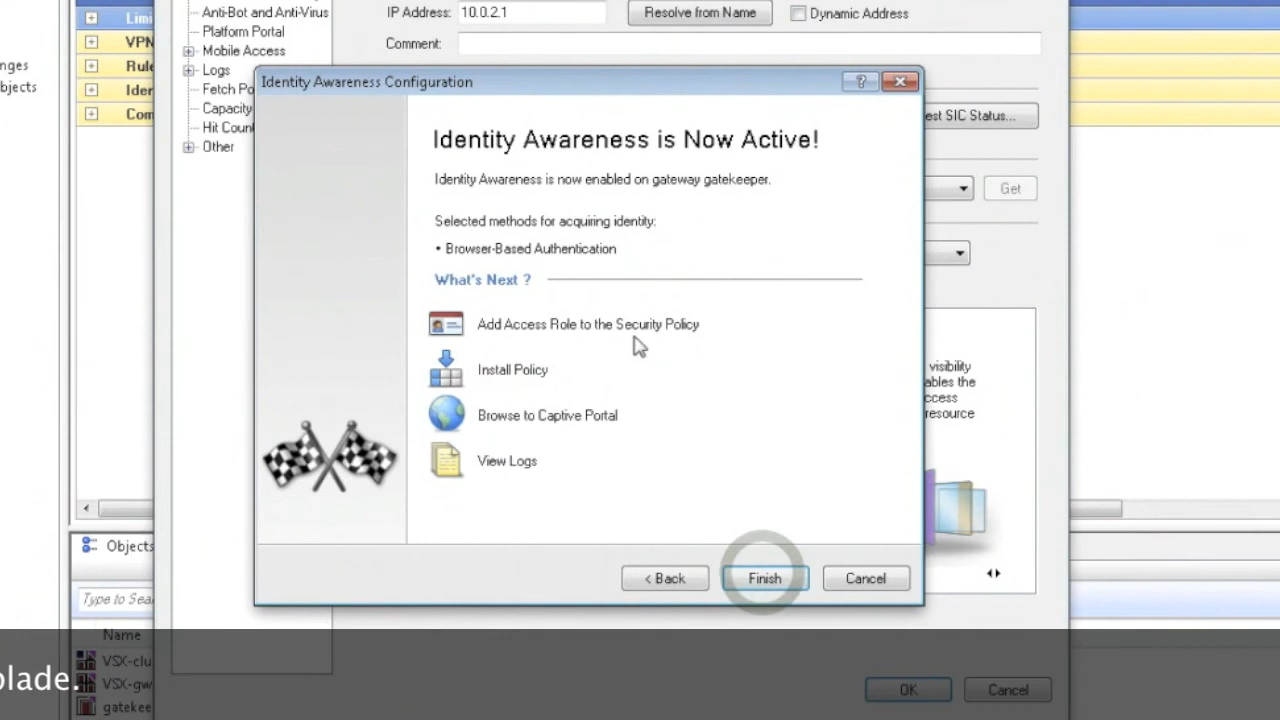 Anti-Bot and Anti-Virus
Platform Portal
Mobile Access
Logs
Fetch Po
Capacity
Hit Coun
Other
IP Address: 10.0.2.1 Resolve from Name Dynamic Address
Comment:
VPN
Rule
Iden
Com
nges
bjects
est SIC Status...
Get
Identity Awareness Configuration
Identity Awareness is Now Active!
Identity Awareness is now enabled on gateway gatekeeper.
Selected methods for acquiring identity:
• Browser-Based Authentication
What's Next ?
Add Access Role to the Security Policy
Install Policy
Browse to Captive Portal
View Logs
< Back Finish Cancel
visibility
ables the
ccess
resource
Objects
Type to Sea
Name
VSX-clu
VSX-gw
gatekee
blade.
OK Cancel